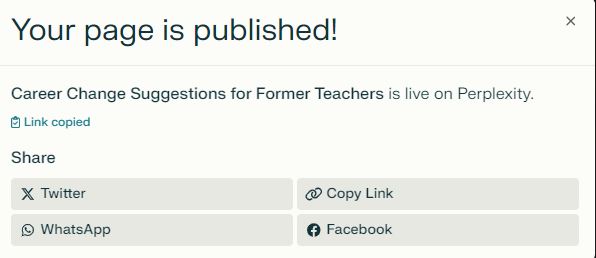 Your page is published!
Career Change Suggestions for Former Teachers is live on Perplexity.
Link copied
Share
Twitter
Copy Link
WhatsApp
Facebook